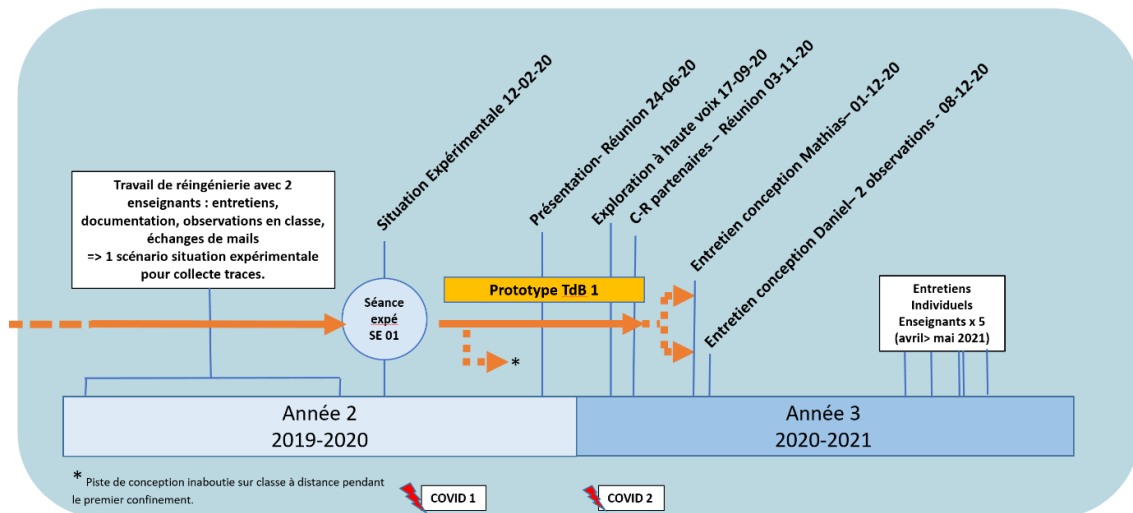 Situation Expérimentale 12-02-20
Présentation- Réunion 24-06-20
Exploration à haute voix 17-09-20
C-R partenaires – Réunion 03-11-20
Entretien conception Mathias– 01-12-20
Entretien conception Daniel– 2 observations - 08-12-20
Travail de réingénierie avec 2
enseignants : entretiens,
documentation, observations en classe,
échanges de mails
=> 1 scénario situation expérimentale
pour collecte traces.
Séance
expé
SE 01
Prototype TdB 1
*
Entretiens
Individuels
Enseignants x 5
(avril> mai 2021)
Année 2
2019-2020
Année 3
2020-2021
* Piste de conception inaboutie sur classe à distance pendant
le premier confinement.
COVID 1
COVID 2